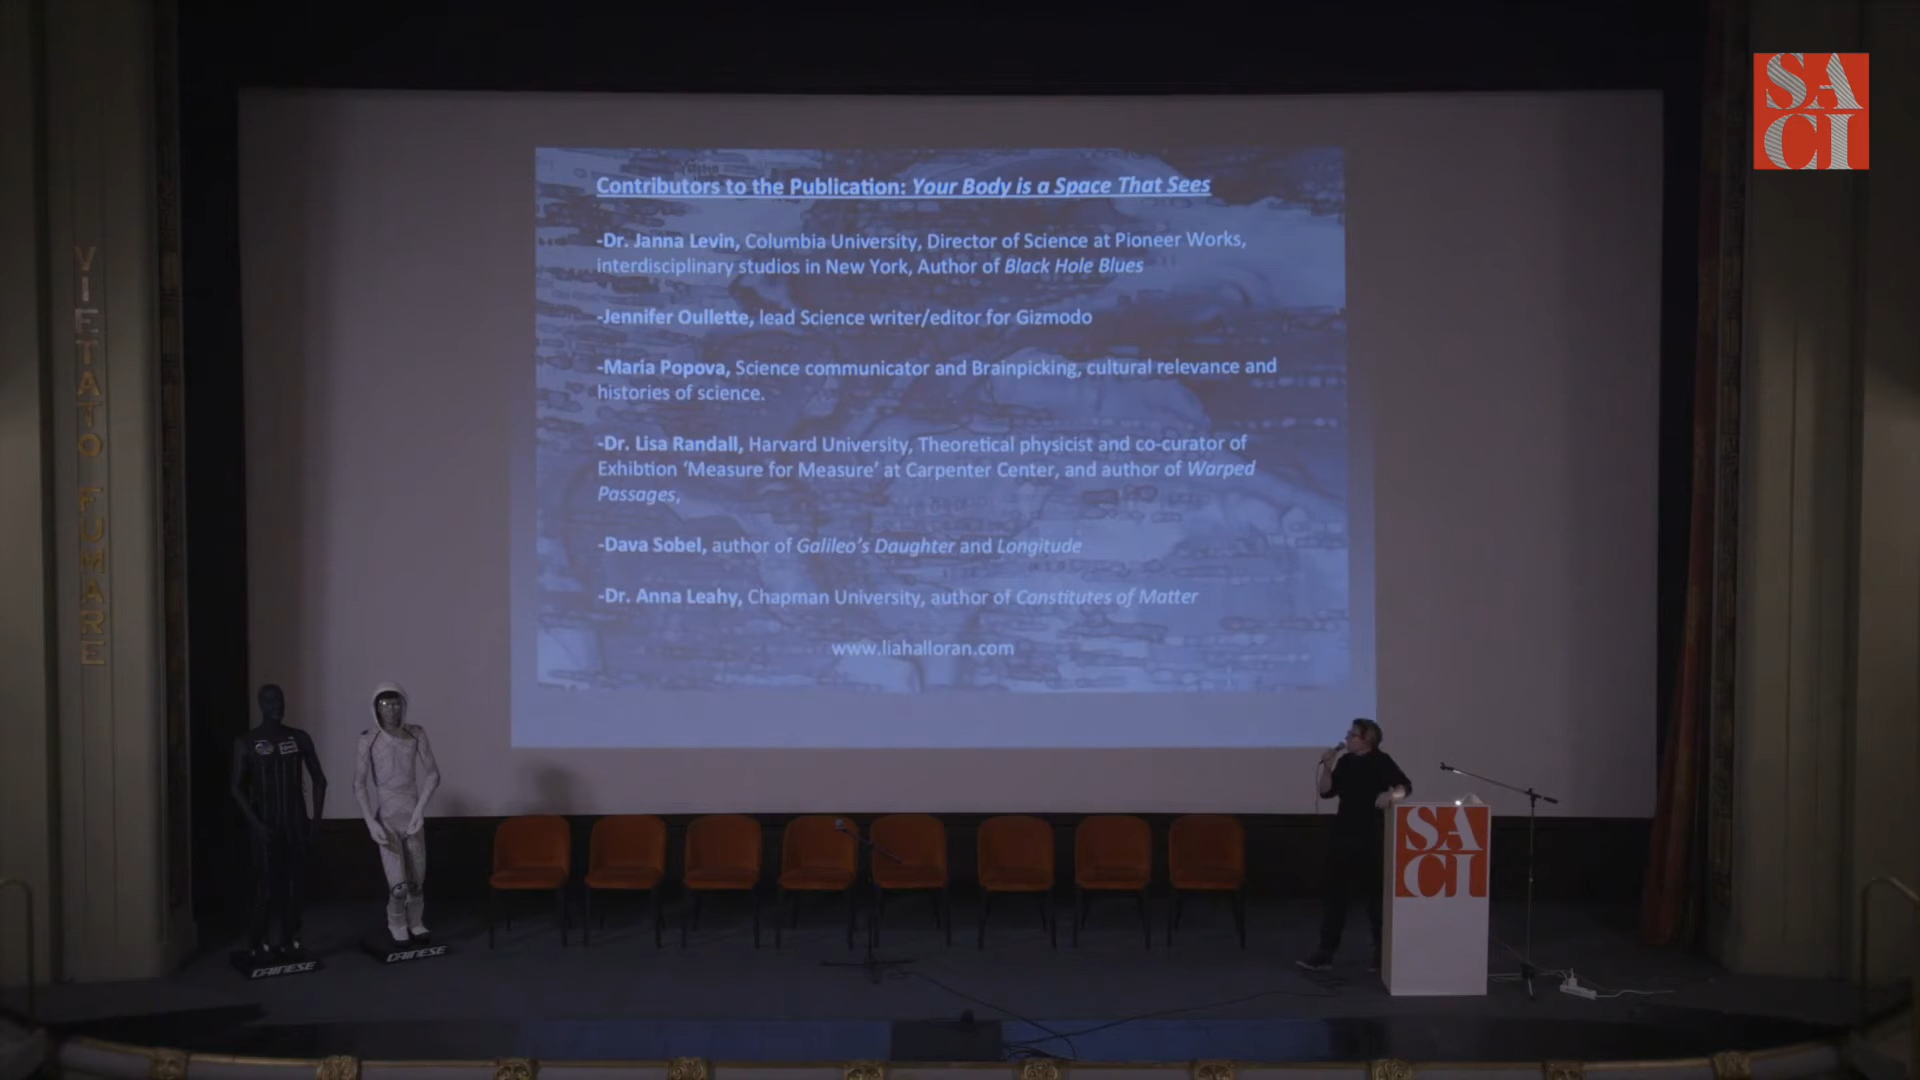 SA
CI
VIETATO FUMARE
Contributors to the Publication: Your Body is a Space That Sees
-Dr. Janna Levin, Columbia University, Director of Science at Pioneer Works,
interdisciplinary studios in New York, Author of Black Hole Blues
-Jennifer Oullette, lead Science writer/editor for Gizmodo
-Maria Popova, Science communicator and Brainpicking, cultural relevance and
histories of science.
-Dr. Lisa Randall, Harvard University, Theoretical physicist and co-curator of
Exhibtion ‘Measure for Measure’ at Carpenter Center, and author of Warped
Passages,
-Dava Sobel, author of Galileo’s Daughter and Longitude
-Dr. Anna Leahy, Chapman University, author of Constitutes of Matter
www.liahalloran.com
DAINESE
DAINESE
SA
CI